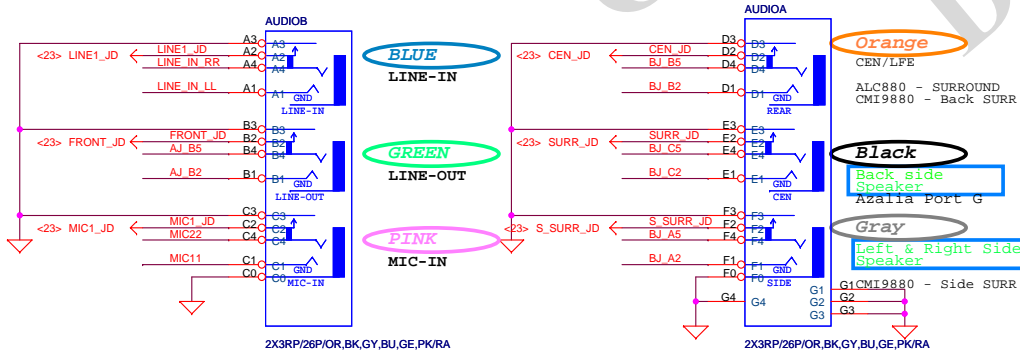 AUDIOB
A3 A3
<23> LINE1_JD LINE1_JD A2 A2
LINE_IN_RR A4 A4
LINE_IN_LL A1 A1
GND
LINE-IN
BLUE
LINE-IN
B3 B3
<23> FRONT_JD FRONT_JD B2 B2
AJ_B5 B4 B4
AJ_B2 B1 B1
GND
LINE-OUT
GREEN
LINE-OUT
C3 C3
<23> MIC1_JD MIC1_JD C2 C2
MIC22 C4 C4
MIC11 C1 C1
GND
C0 C0
MIC-IN
PINK
MIC-IN
2X3RP/26P/OR,BK,GY,BU,GE,PK/RA
AUDIOA
D3 D3
<23> CEN_JD CEN_JD D2 D2
BJ_B5 D4 D4
BJ_B2 D1 D1
GND
REAR
Orange
CEN/LFE
ALC880 - SURROUND
CMI9880 - Back SURR
E3 E3
<23> SURR_JD SURR_JD E2 E2
BJ_C5 E4 E4
BJ_C2 E1 E1
GND
CEN
Black
Back side
Speaker
Azalia Port G
F3 F3
<23> S_SURR_JD S_SURR_JD F2 F2
BJ_A5 F4 F4
BJ_A2 F1 F1
GND
F0 F0
SIDE
Gray
Left & Right Side
Speaker
CMI9880 - Side SURR
G4 G4
G1 G1
G2 G2
G3 G3
2X3RP/26P/OR,BK,GY,BU,GE,PK/RA